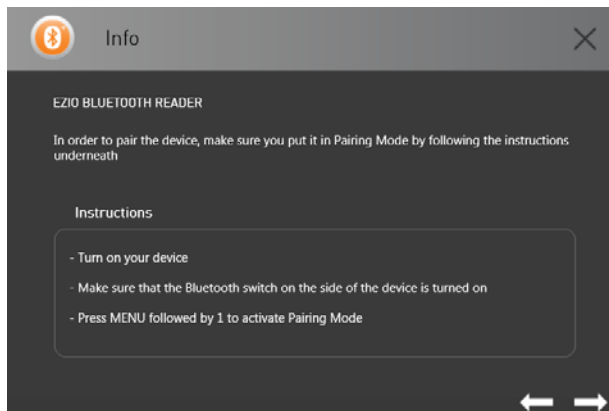 Info
EZIO BLUETOOTH READER
In order to pair the device, make sure you put it in Pairing Mode by following the instructions
underneath
Instructions
- Turn on your device
- Make sure that the Bluetooth switch on the side of the device is turned on
- Press MENU followed by 1 to activate Pairing Mode